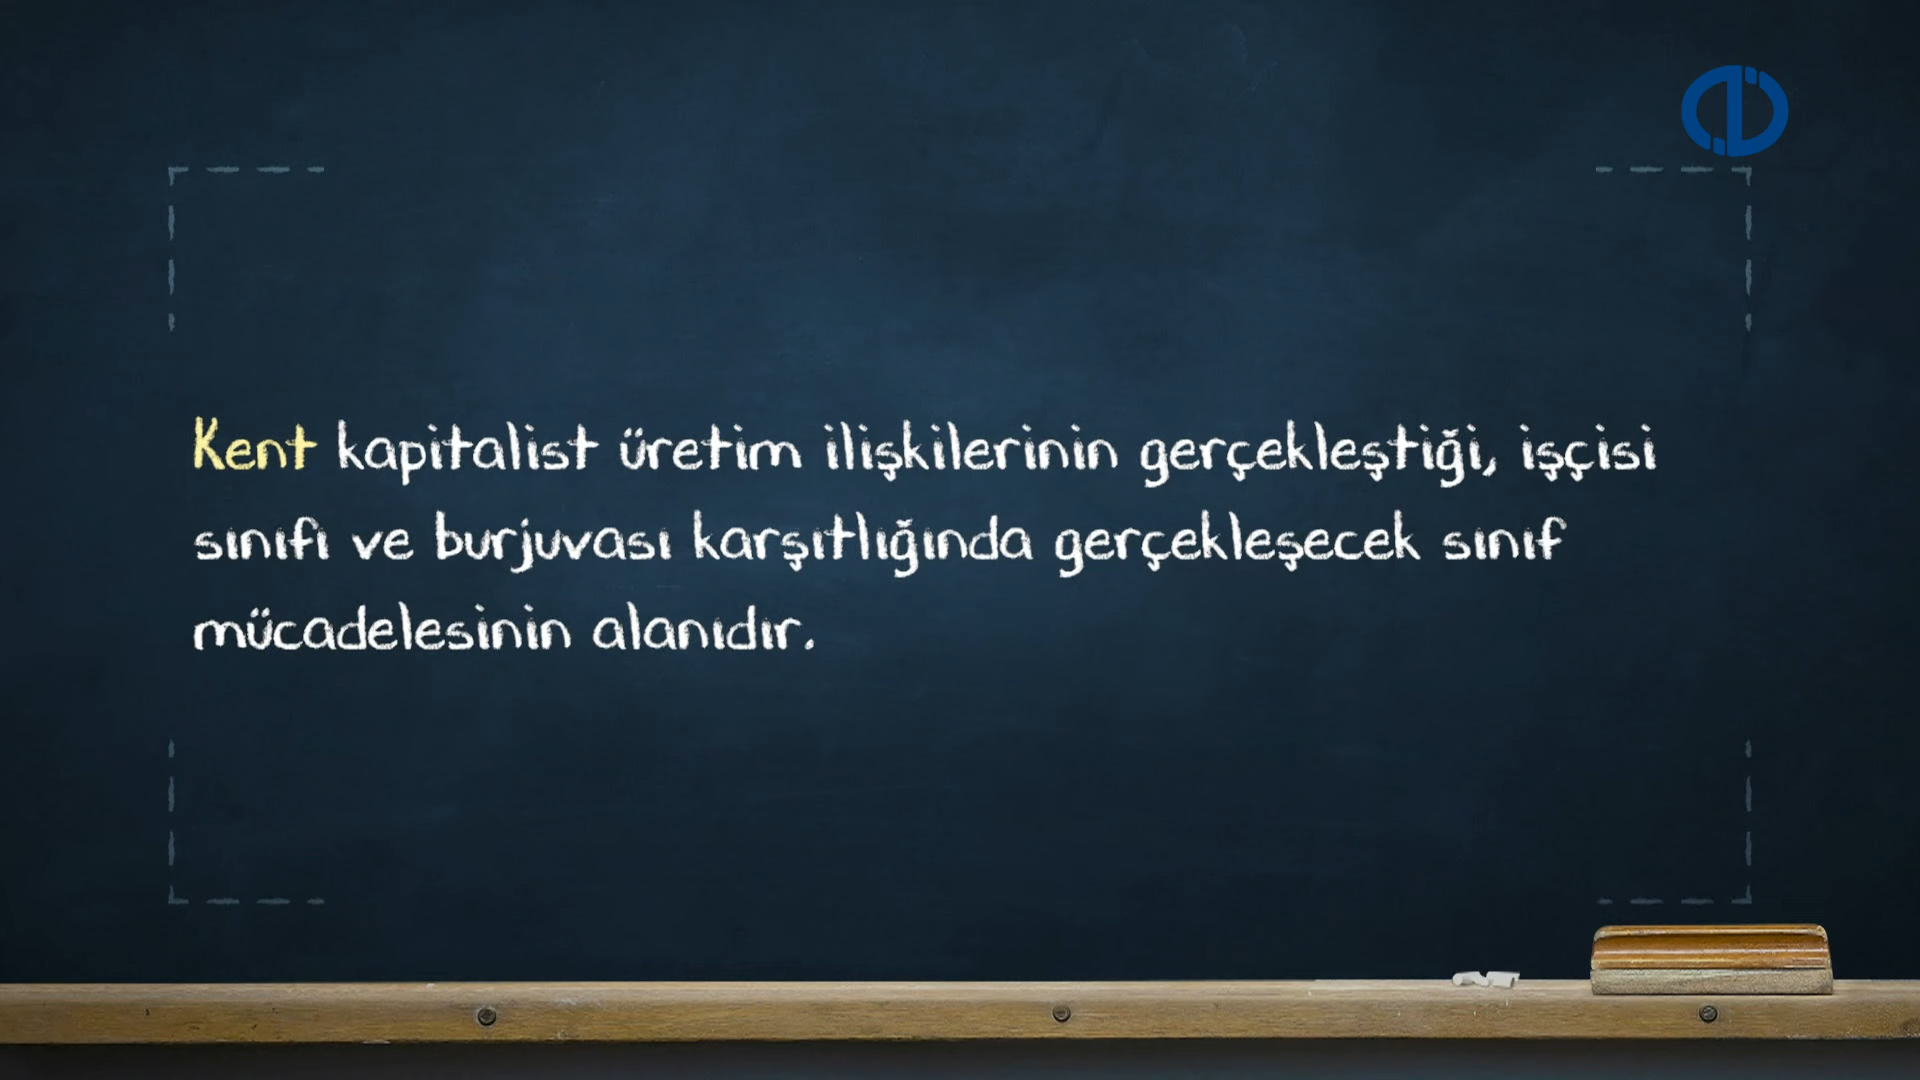 Kent kapitalist üretim ilişkilerinin gerçekleştiği, işçisi
sınıfı ve burjuvası karşıtlığında gerçekleşecek sınıf
mücadelesinin alanıdır.